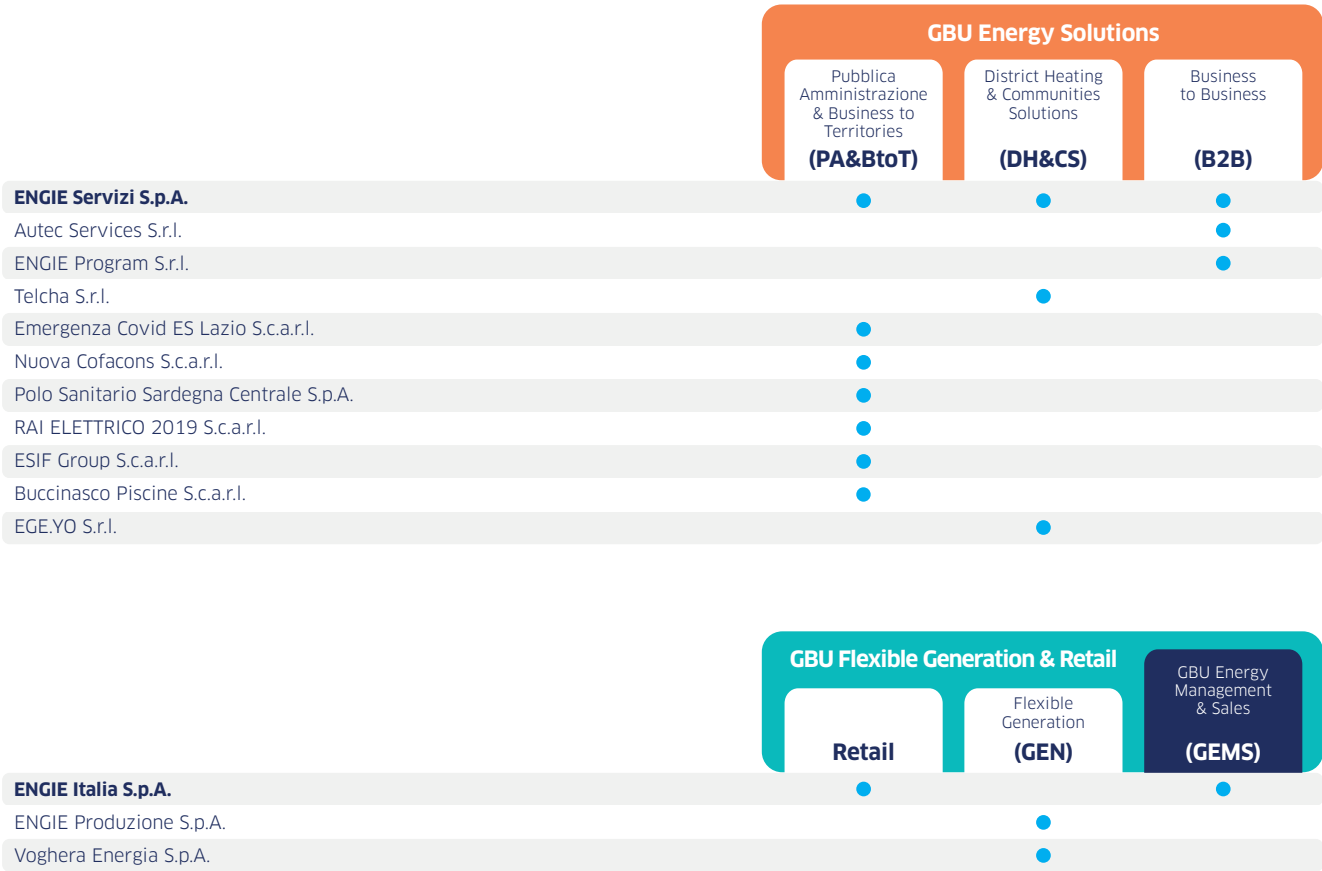 GBU Energy Solutions
Pubblica
Amministrazione
& Business to
Territories
(PA&BtoT)
District Heating
& Communities
Solutions
(DH&CS)
Business
to Business
(B2B)
ENGIE Servizi S.p.A.
Autec Services S.r.l.
ENGIE Program S.r.l.
Telcha S.r.l.
Emergenza Covid ES Lazio S.c.a.r.l.
Nuova Cofacons S.c.a.r.l.
Polo Sanitario Sardegna Centrale S.p.A.
RAI ELETTRICO 2019 S.c.a.r.l.
ESIF Group S.c.a.r.l.
Buccinasco Piscine S.c.a.r.l.
EGE.YO S.r.l.
GBU Flexible Generation & Retail
Retail
Flexible
Generation
(GEN)
GBU Energy
Management
& Sales
(GEMS)
ENGIE Italia S.p.A.
ENGIE Produzione S.p.A.
Voghera Energia S.p.A.